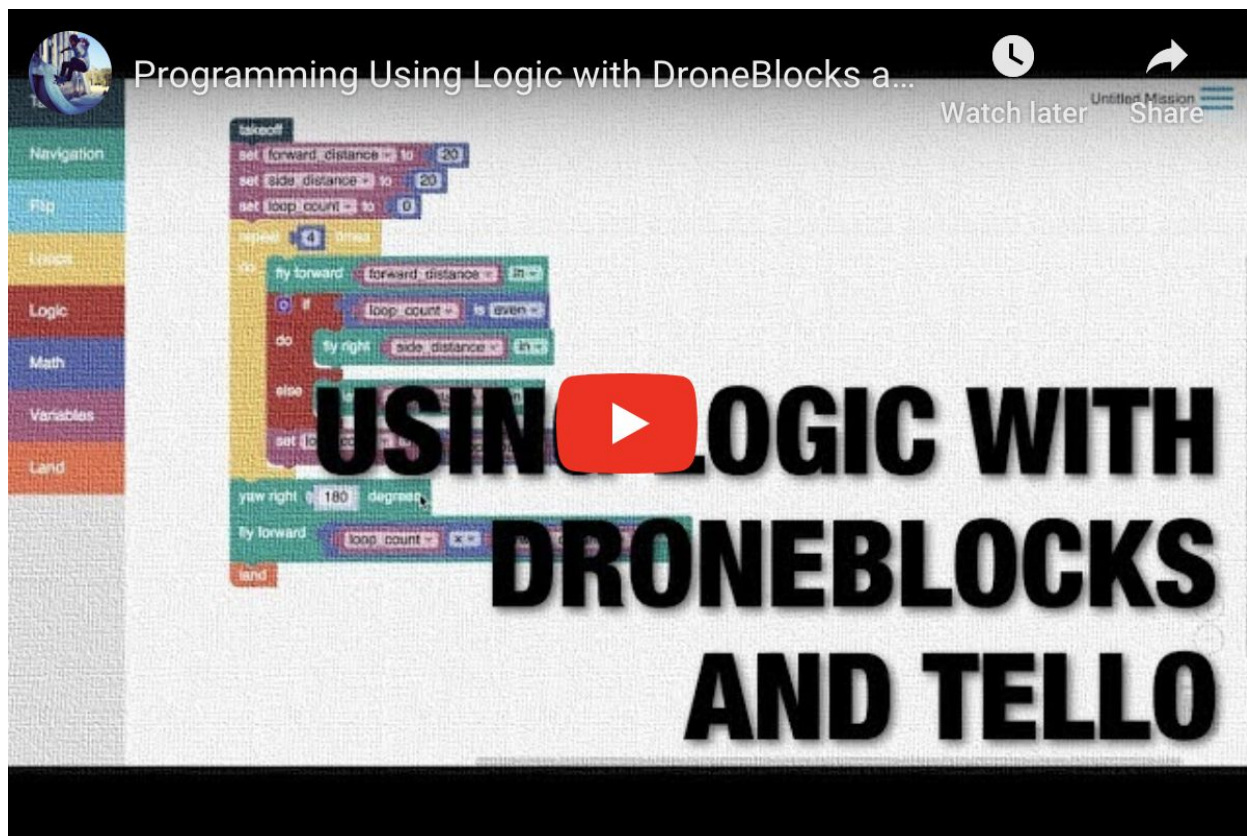 Programming Using Logic with DroneBlocks a...
Watch later
Share
Untitled Mission
Navigation
Flip
Loops
Logic
Math
Variables
Land
takeoff
set forward_distance to 20
set side_distance to 20
set loop_count to 0
repeat 4 times
do fly forward forward_distance in
if loop_count is even
do fly right side_distance in
else
set
yaw right 180 degrees
fly forward loop_count x
land
USING LOGIC WITH
DRONEBLOCKS
AND TELLO